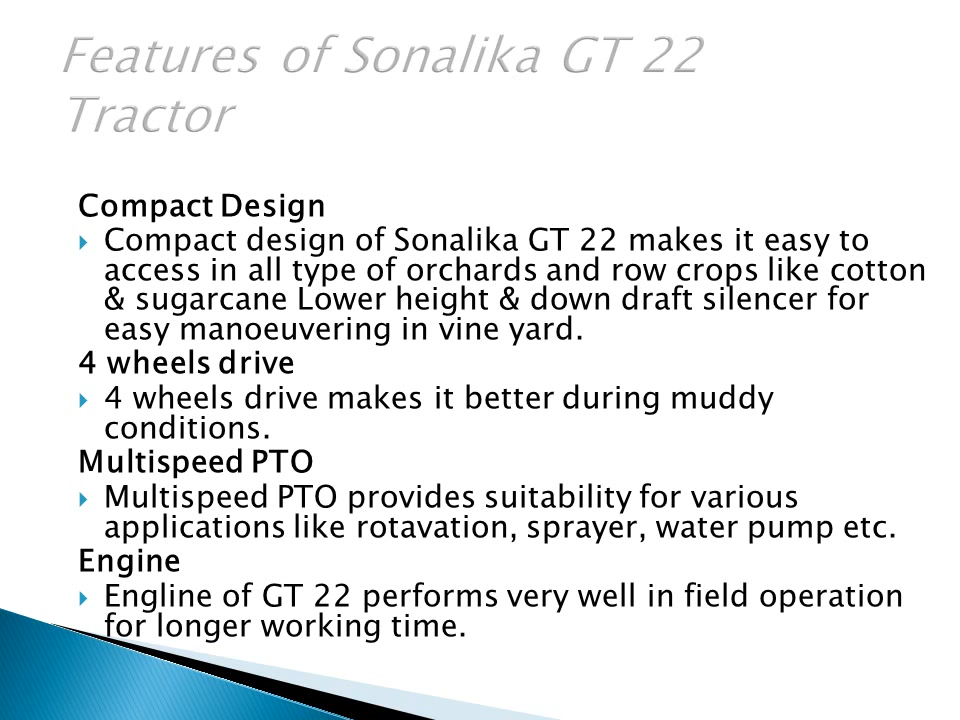 Features of Sonalika GT 22
Tractor
Compact Design
Compact design of Sonalika GT 22 makes it easy to
access in all type of orchards and row crops like cotton
& sugarcane Lower height & down draft silencer for
easy manoeuvering in vine yard.
4 wheels drive
4 wheels drive makes it better during muddy
conditions.
Multispeed PTO
Multispeed PTO provides suitability for various
applications like rotavation, sprayer, water pump etc.
Engine
Engline of GT 22 performs very well in field operation
for longer working time.